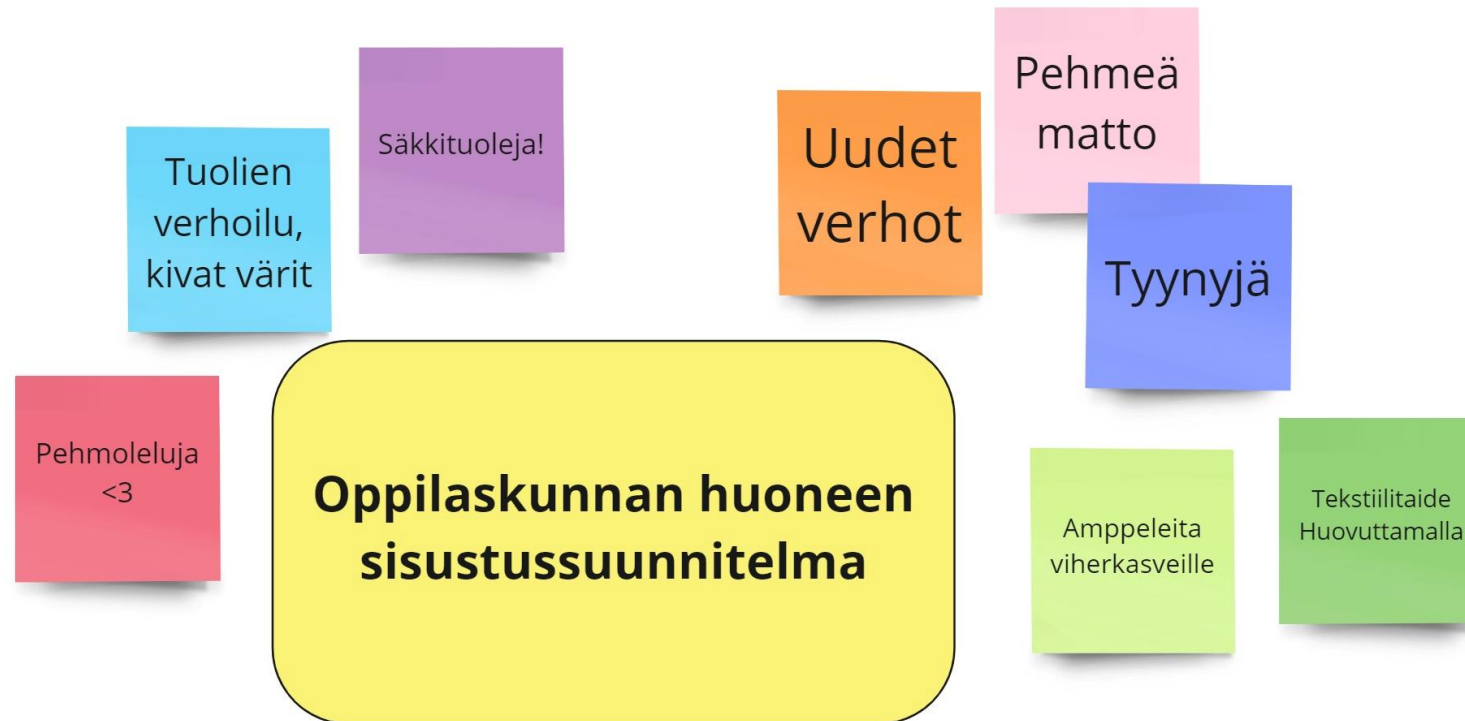 Pehmeä
matto
Säkkituoleja!
Uudet
verhot
Tuolien
verhoilu,
kivat värit
Tyynyjä
Pehmoleluja
<3
Oppilaskunnan huoneen
sisustussuunnitelma
Amppeleita
viherkasveille
Tekstiilitaide
Huovuttamalla